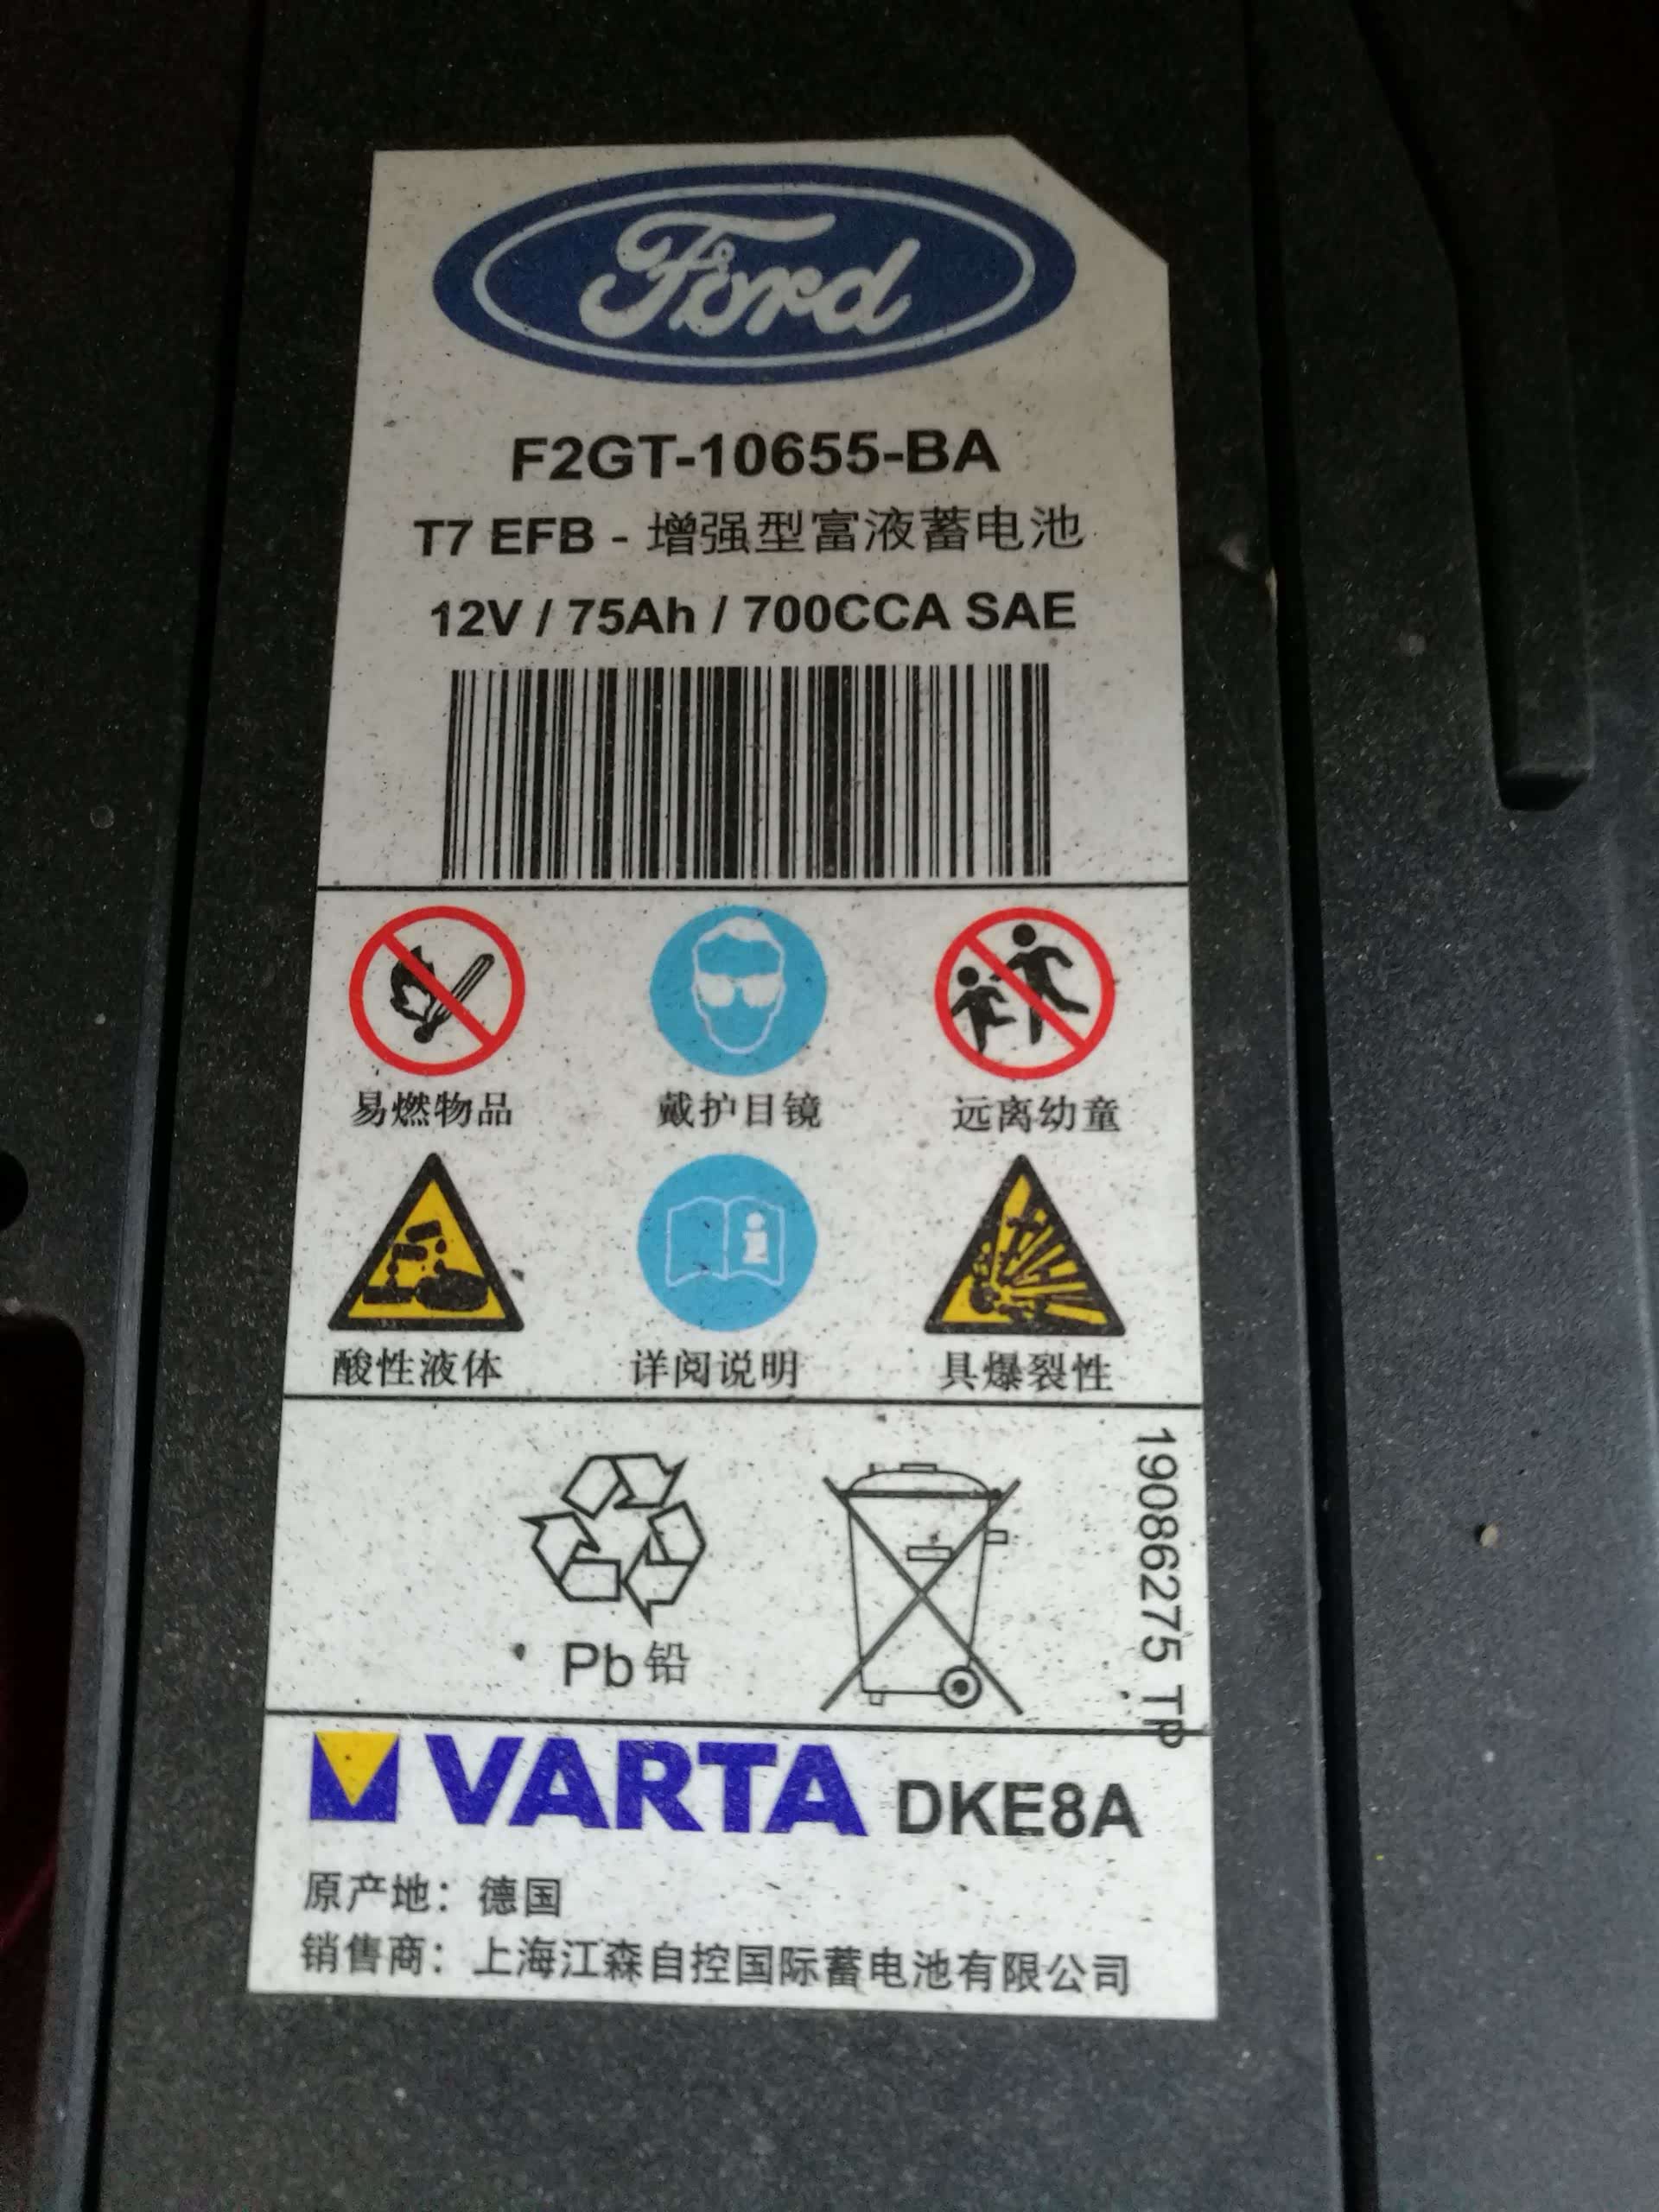 Ford
F2GT-10655-BA
T7 EFB - 增强型富液蓄电池
12V / 75Ah / 700CCA SAE
易燃物品 戴护目镜 远离幼童
酸性液体 详阅说明 具爆裂性
Pb铅
19086275 TP
VARTA DKE8A
原产地：德国
销售商：上海江森自控国际蓄电池有限公司